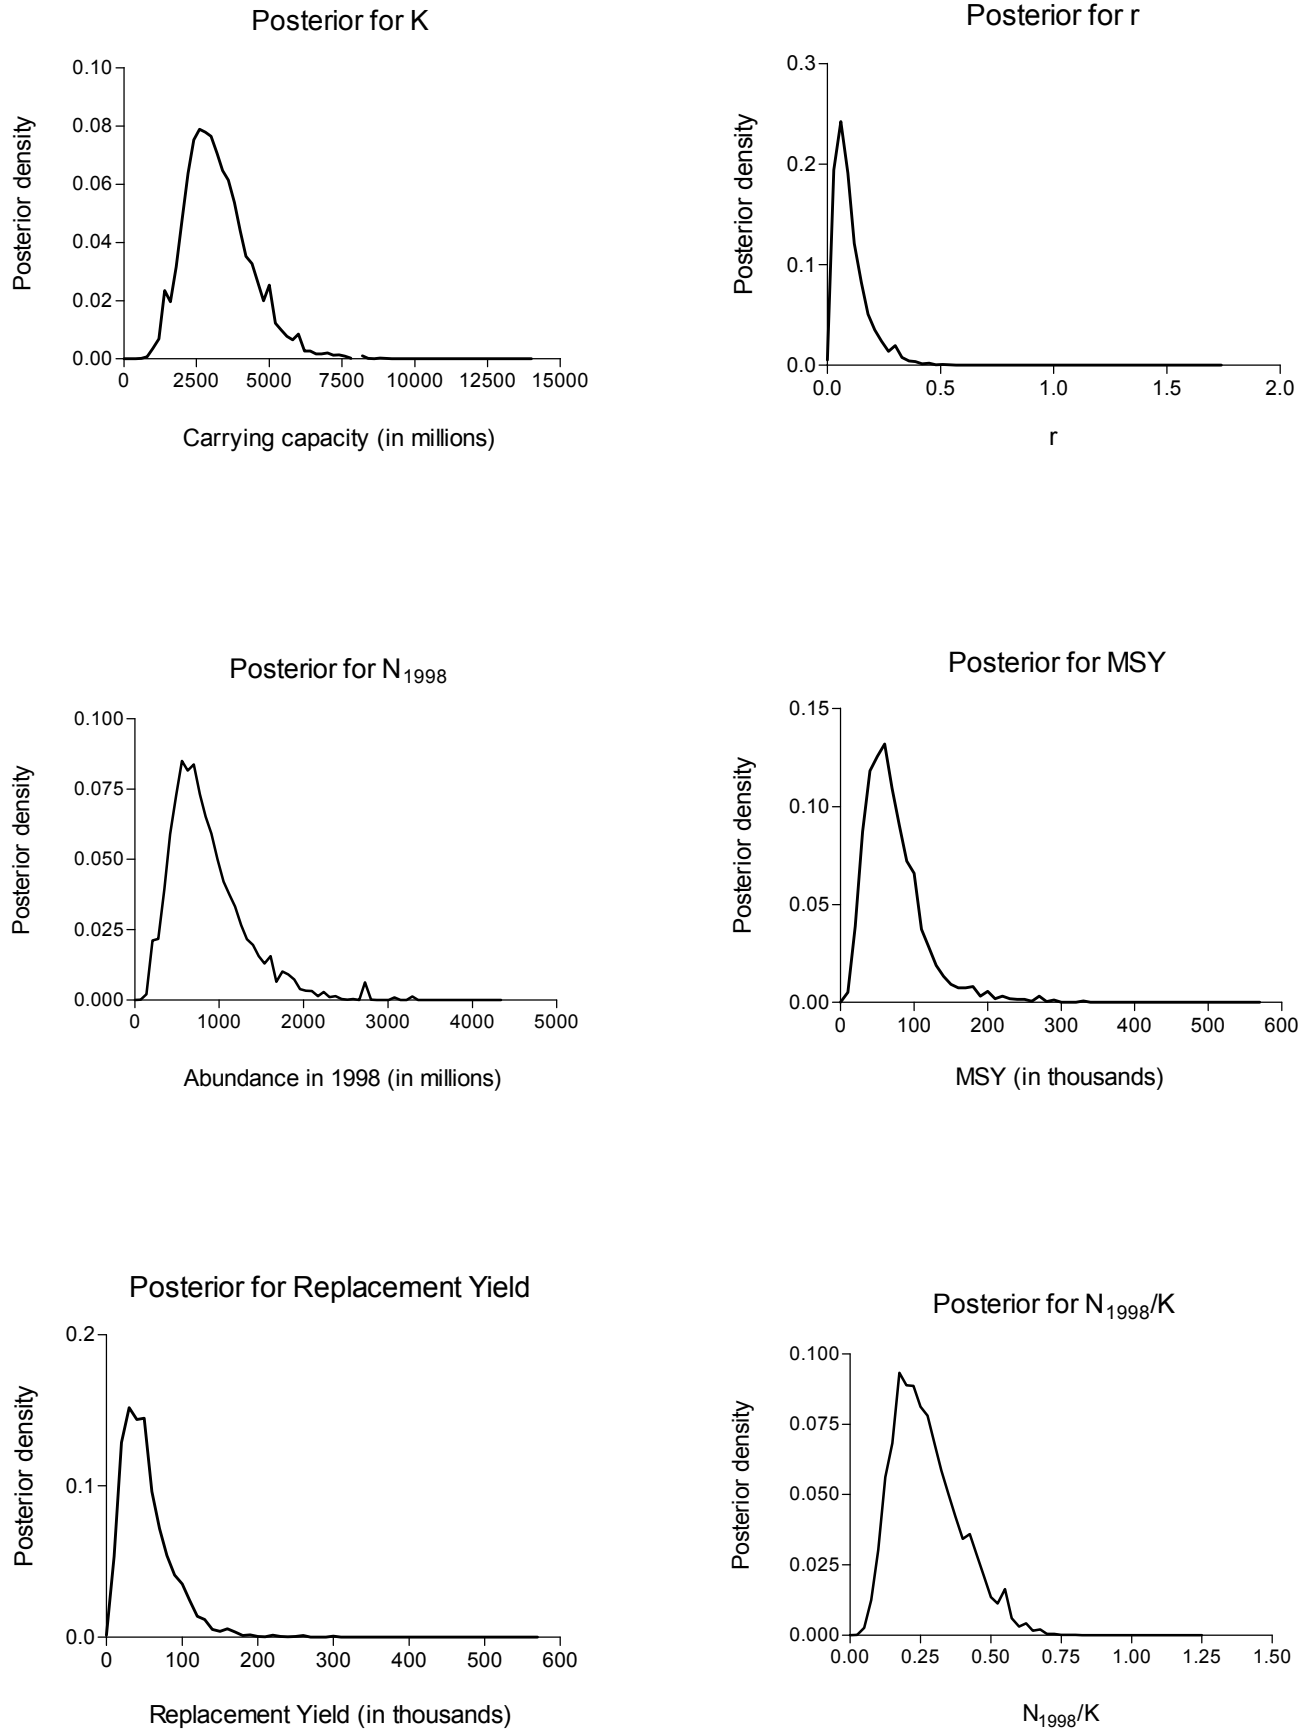 Posterior for K
0.10
0.08
0.06
0.04
0.02
0.00
0 2500 5000 7500 10000 12500 15000
Posterior density
Carrying capacity (in millions)
Posterior for r
0.3
0.2
0.1
0.0
0.0 0.5 1.0 1.5 2.0
Posterior density
r
Posterior for N1998
0.100
0.075
0.050
0.025
0.000
0 1000 2000 3000 4000 5000
Posterior density
Abundance in 1998 (in millions)
Posterior for MSY
0.15
0.10
0.05
0.00
0 100 200 300 400 500 600
Posterior density
MSY (in thousands)
Posterior for Replacement Yield
0.2
0.1
0.0
0 100 200 300 400 500 600
Posterior density
Replacement Yield (in thousands)
Posterior for N1998/K
0.100
0.075
0.050
0.025
0.000
0.00 0.25 0.50 0.75 1.00 1.25 1.50
Posterior density
N1998/K